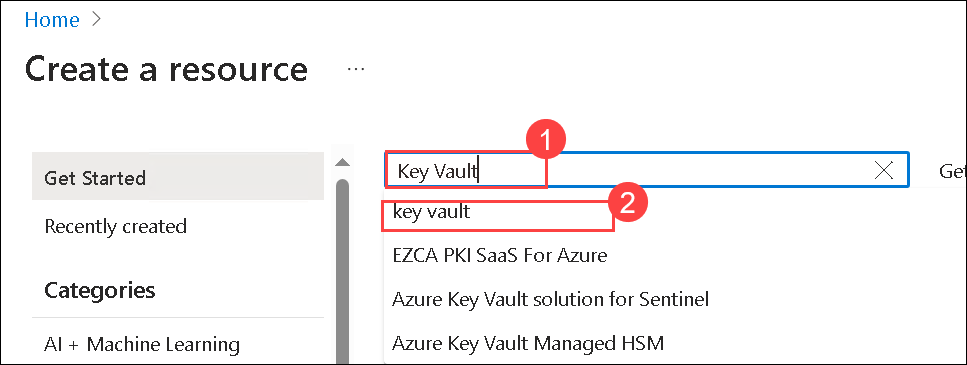 Home >
Create a resource ...
1
Key Vault
Get Started
Get
2
key vault
Recently created
EZCA PKI SaaS For Azure
Categories
Azure Key Vault solution for Sentinel
AI + Machine Learning
Azure Key Vault Managed HSM